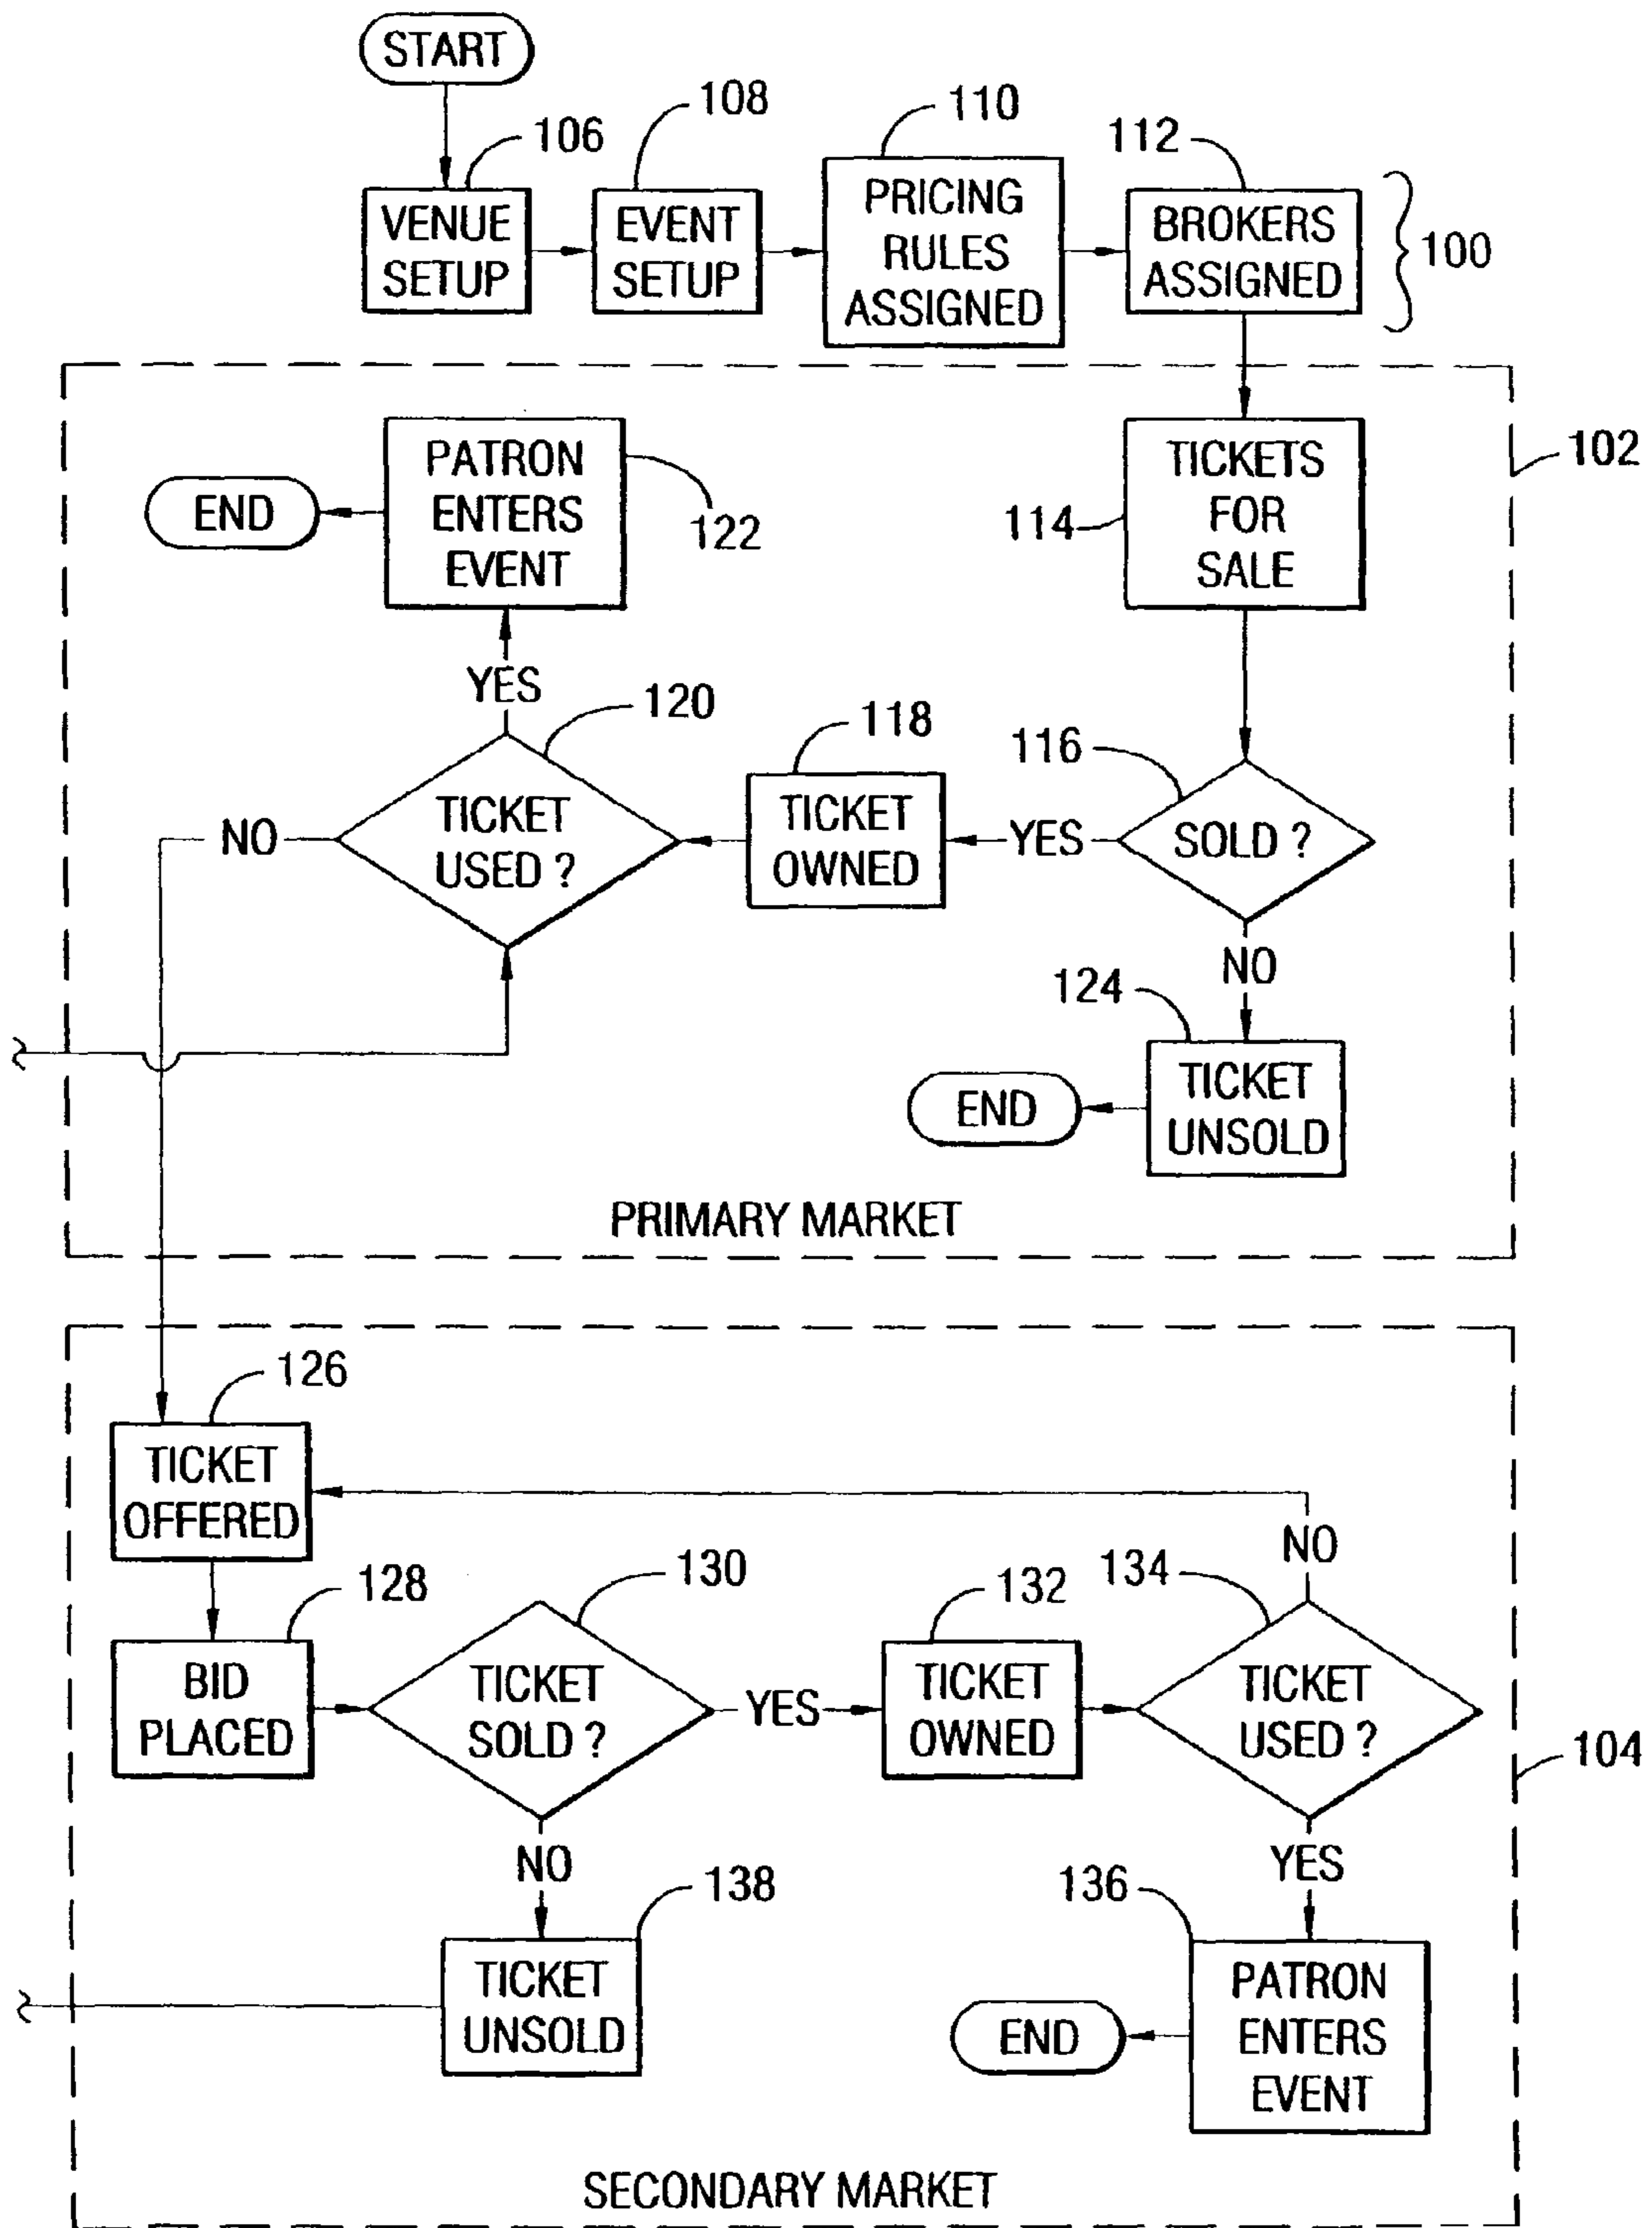 START
106
108
110
112
VENUE
SETUP
EVENT
SETUP
PRICING
RULES
ASSIGNED
BROKERS
ASSIGNED
100
102
PATRON
ENTERS
EVENT
122
END
TICKETS
FOR
SALE
114
YES
120
118
116
NO
TICKET
USED ?
TICKET
OWNED
YES
SOLD ?
NO
124
TICKET
UNSOLD
END
PRIMARY MARKET
126
TICKET
OFFERED
NO
128
130
132
134
BID
PLACED
TICKET
SOLD ?
YES
TICKET
OWNED
TICKET
USED ?
104
NO
YES
138
136
TICKET
UNSOLD
END
PATRON
ENTERS
EVENT
SECONDARY MARKET